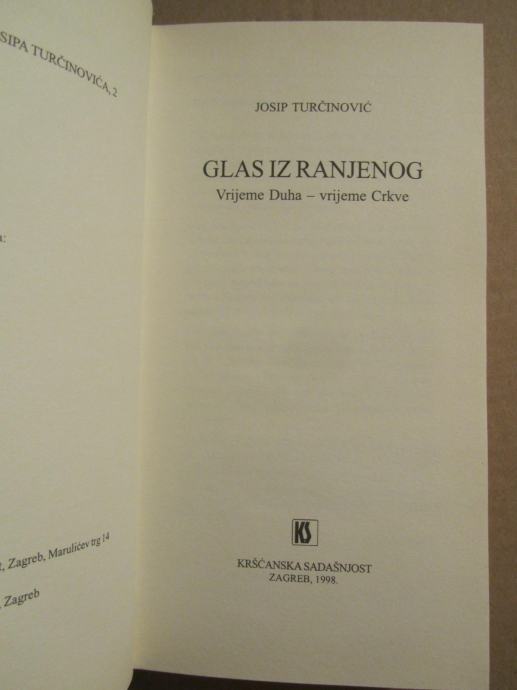 SIPA TURČINOVIĆA, 2
a:
t, Zagreb, Marulićev trg 14
, Zagreb
JOSIP TURČINOVIĆ
GLAS IZ RANJENOG
Vrijeme Duha – vrijeme Crkve
KS
KRŠĆANSKA SADAŠNJOST
ZAGREB, 1998.